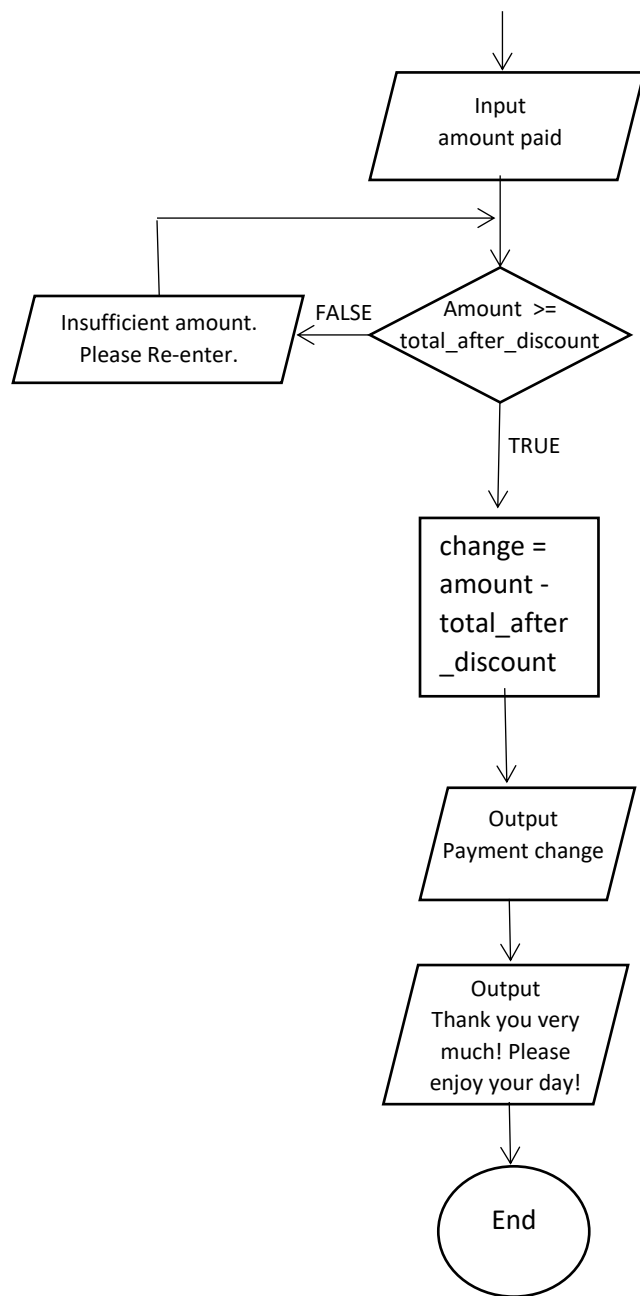 Input
amount paid
Insufficient amount.
Please Re-enter.
FALSE
Amount >=
total_after_discount
TRUE
change =
amount -
total_after
_discount
Output
Payment change
Output
Thank you very
much! Please
enjoy your day!
End